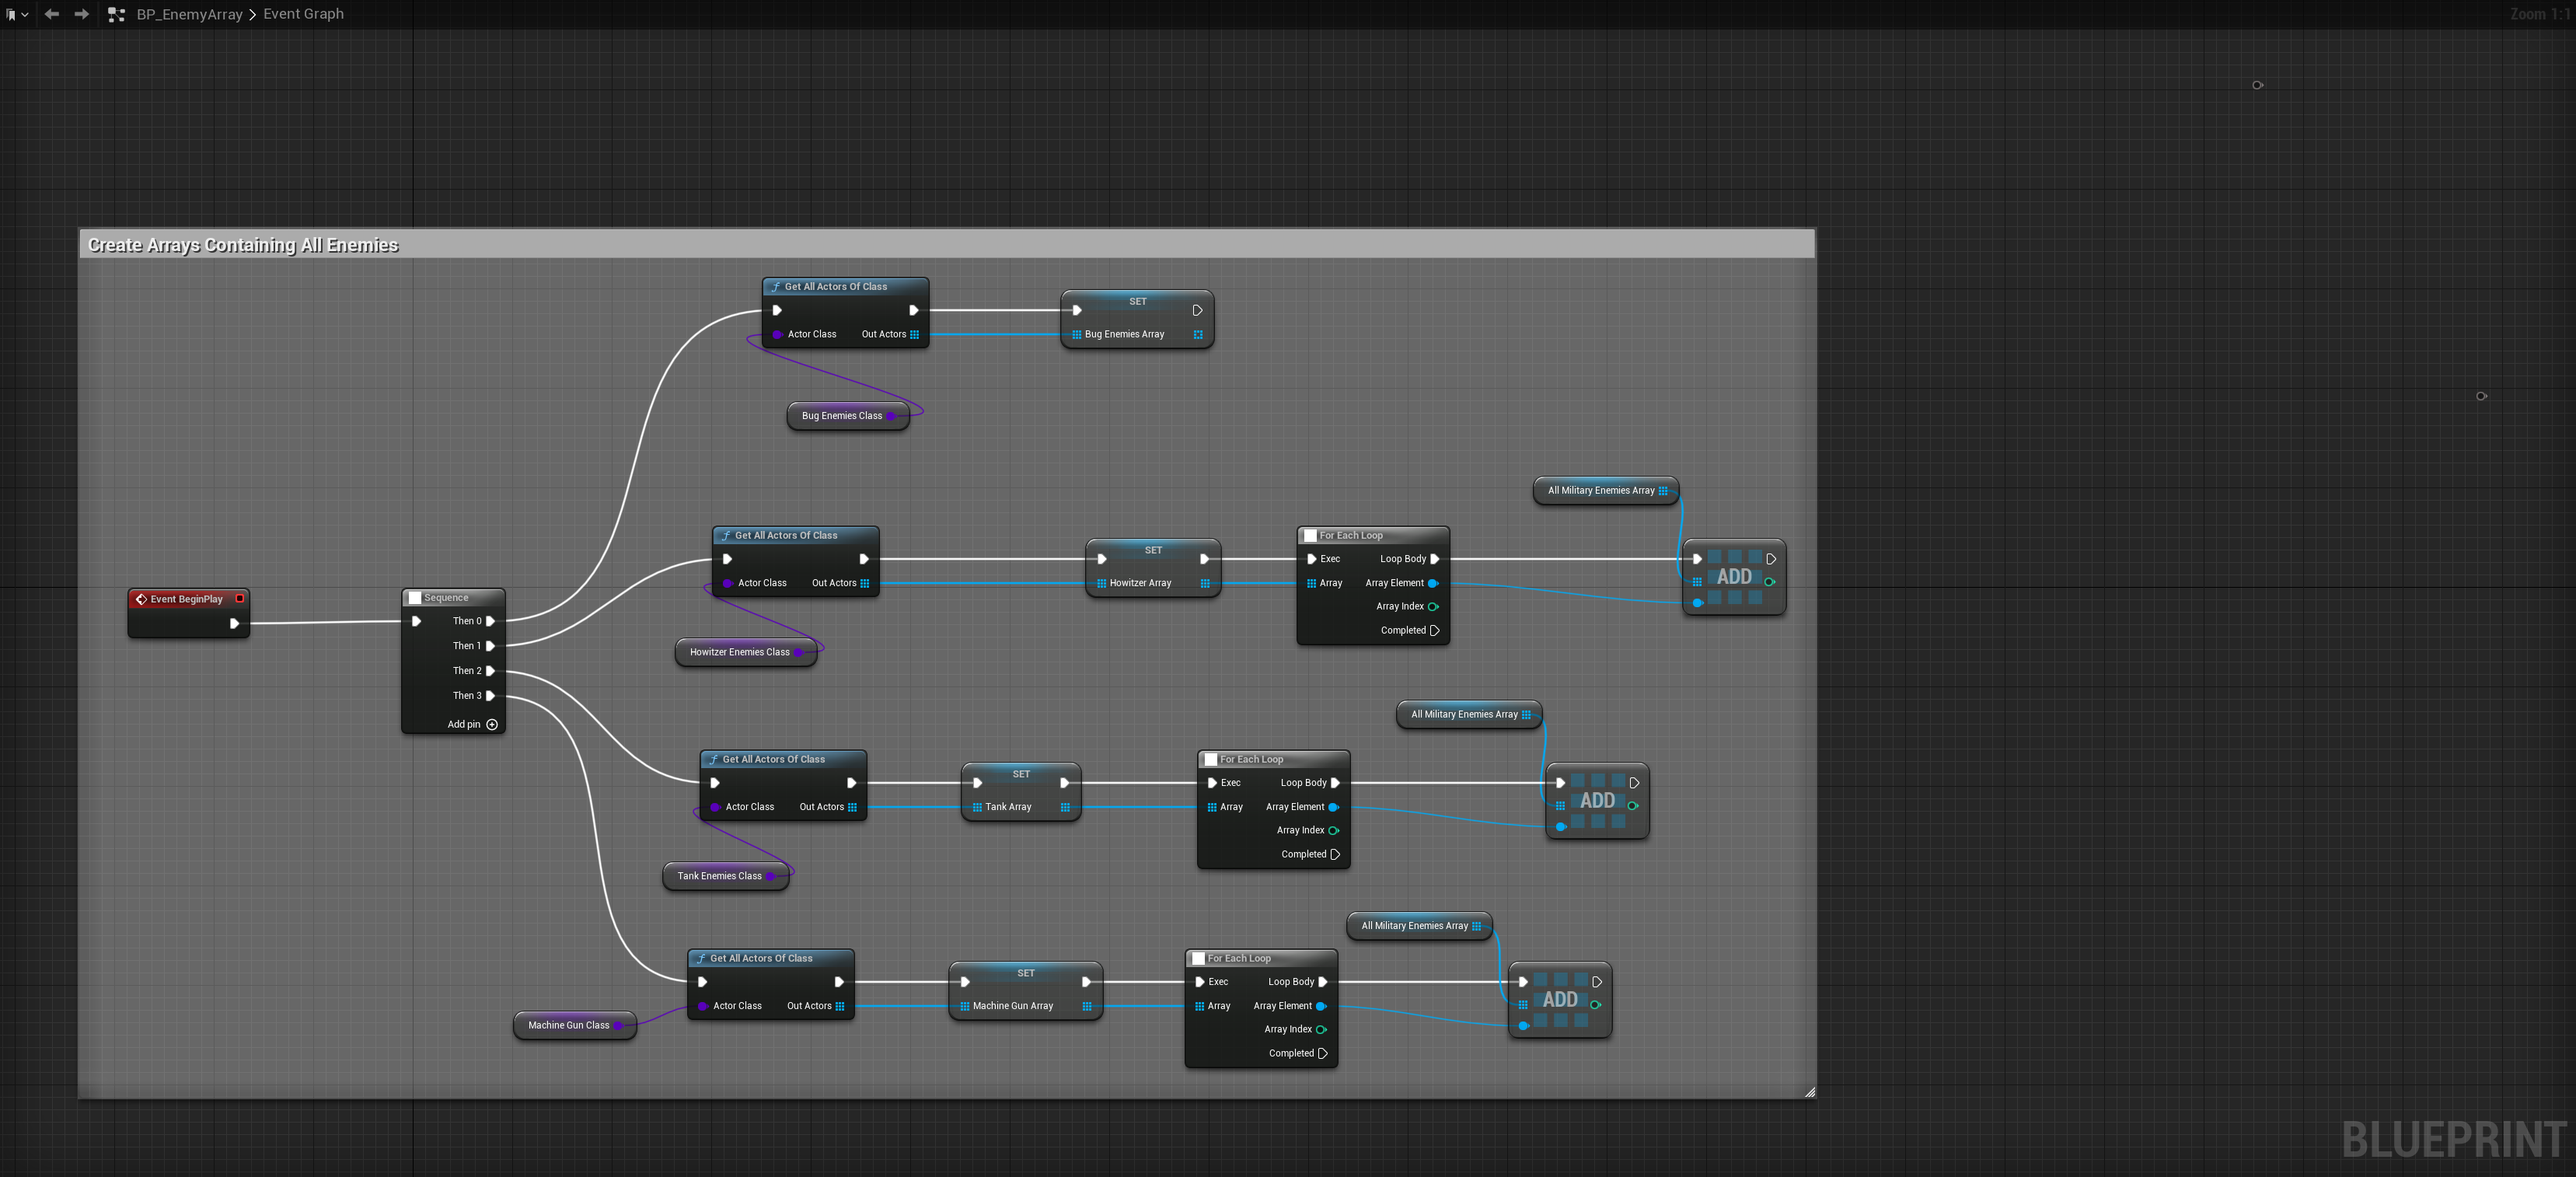 BP_EnemyArray > Event Graph
Zoom 1:1
Create Arrays Containing All Enemies
Get All Actors Of Class
Actor Class Out Actors
SET
Bug Enemies Array
Bug Enemies Class
All Military Enemies Array
Get All Actors Of Class
Actor Class Out Actors
SET
Howitzer Array
For Each Loop
Exec Loop Body
Array Array Element
Array Index
Completed
ADD
Howitzer Enemies Class
Event BeginPlay
Sequence
Then 0
Then 1
Then 2
Then 3
Add pin
All Military Enemies Array
Get All Actors Of Class
Actor Class Out Actors
SET
Tank Array
For Each Loop
Exec Loop Body
Array Array Element
Array Index
Completed
ADD
Tank Enemies Class
All Military Enemies Array
Get All Actors Of Class
Actor Class Out Actors
SET
Machine Gun Array
For Each Loop
Exec Loop Body
Array Array Element
Array Index
Completed
ADD
Machine Gun Class
BLUEPRINT